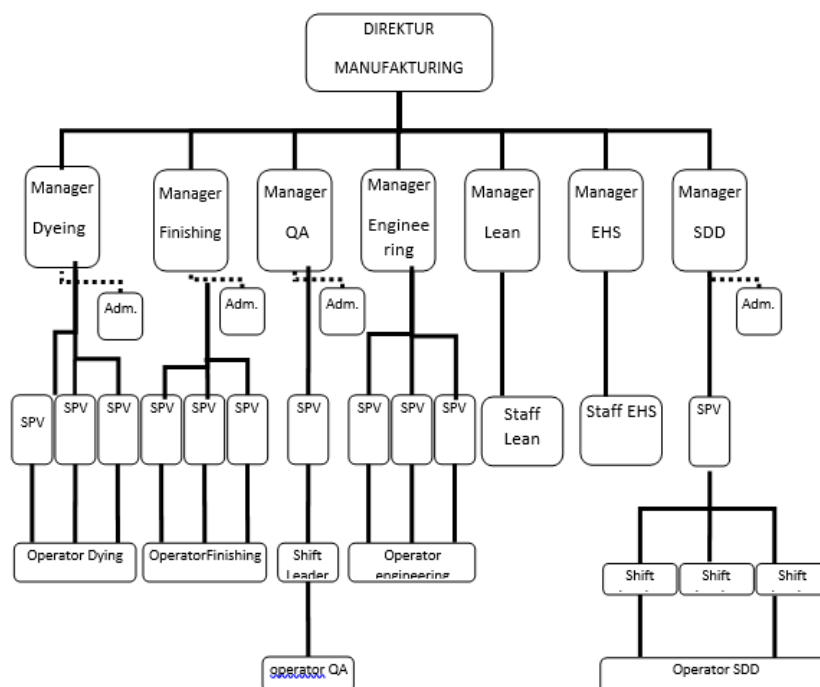 DIREKTUR
MANUFAKTURING
Manager
Dyeing
Manager
Finishing
Manager
QA
Manager
Enginee
ring
Manager
Lean
Manager
EHS
Manager
SDD
Adm.
Adm.
Adm.
Adm.
SPV
SPV
SPV
SPV
SPV
SPV
SPV
SPV
SPV
SPV
Staff
Lean
Staff EHS
SPV
Operator Dying
OperatorFinishing
Shift
Leader
Operator
engineering
Shift
Shift
Shift
operator QA
Operator SDD